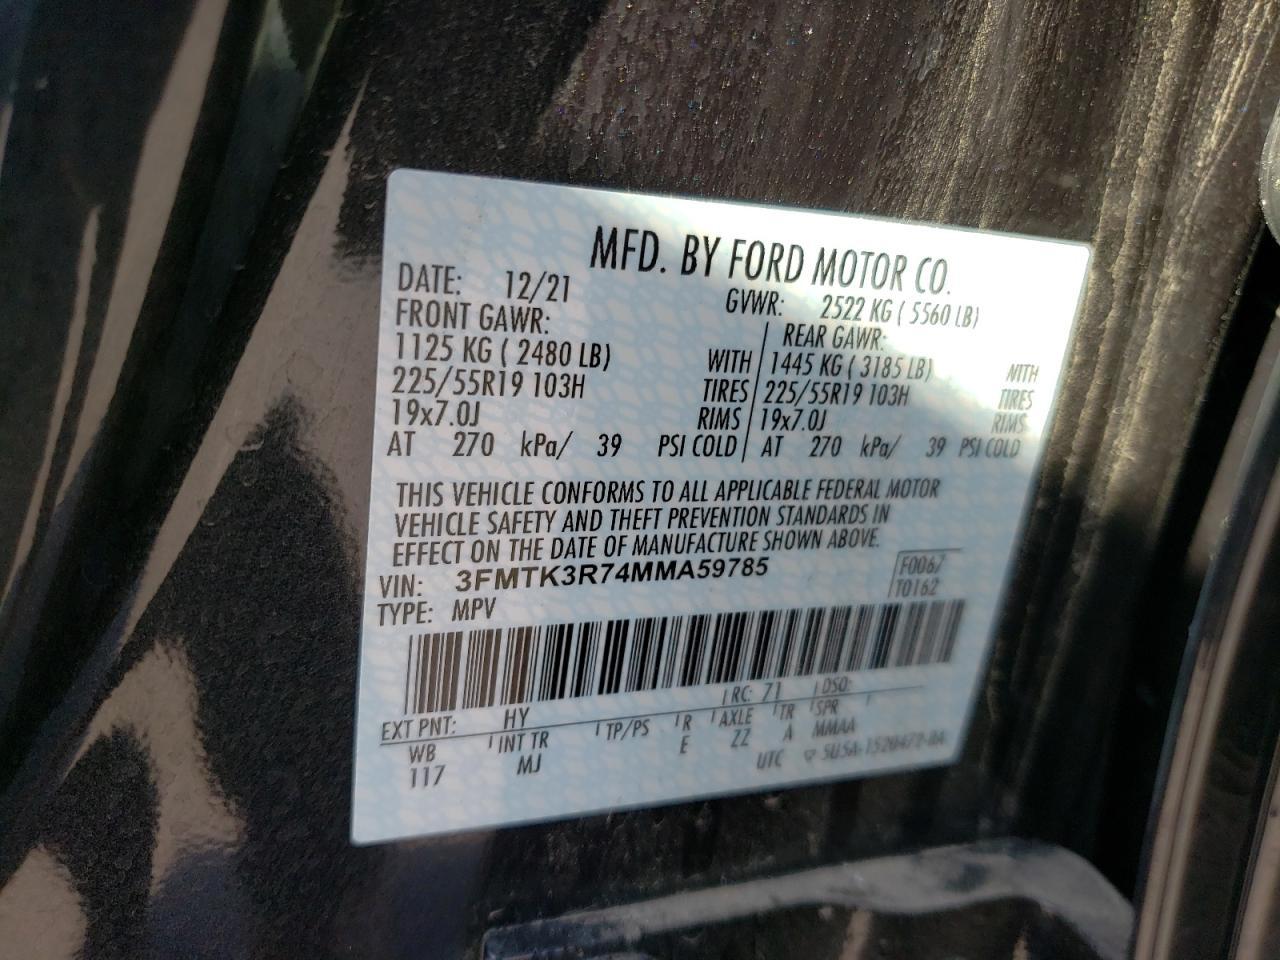 MFD. BY FORD MOTOR CO.
DATE: 12/21 GVWR: 2522 KG ( 5560 LB)
FRONT GAWR: REAR GAWR:
1125 KG ( 2480 LB) WITH 1445 KG ( 3185 LB) WITH
225/55R19 103H TIRES 225/55R19 103H TIRES
19x7.0J RIMS 19x7.0J RIMS
AT 270 kPa/ 39 PSI COLD AT 270 kPa/ 39 PSI COLD
THIS VEHICLE CONFORMS TO ALL APPLICABLE FEDERAL MOTOR
VEHICLE SAFETY AND THEFT PREVENTION STANDARDS IN
EFFECT ON THE DATE OF MANUFACTURE SHOWN ABOVE.
VIN: 3FMTK3R74MMA59785 F0067
TYPE: MPV T0162
EXT PNT: HY RC: 71 DSO:
WB INT TR TP/PS R AXLE TR SPR
117 MJ E ZZ A MMAA
UTC 5U5A-1520472-0A